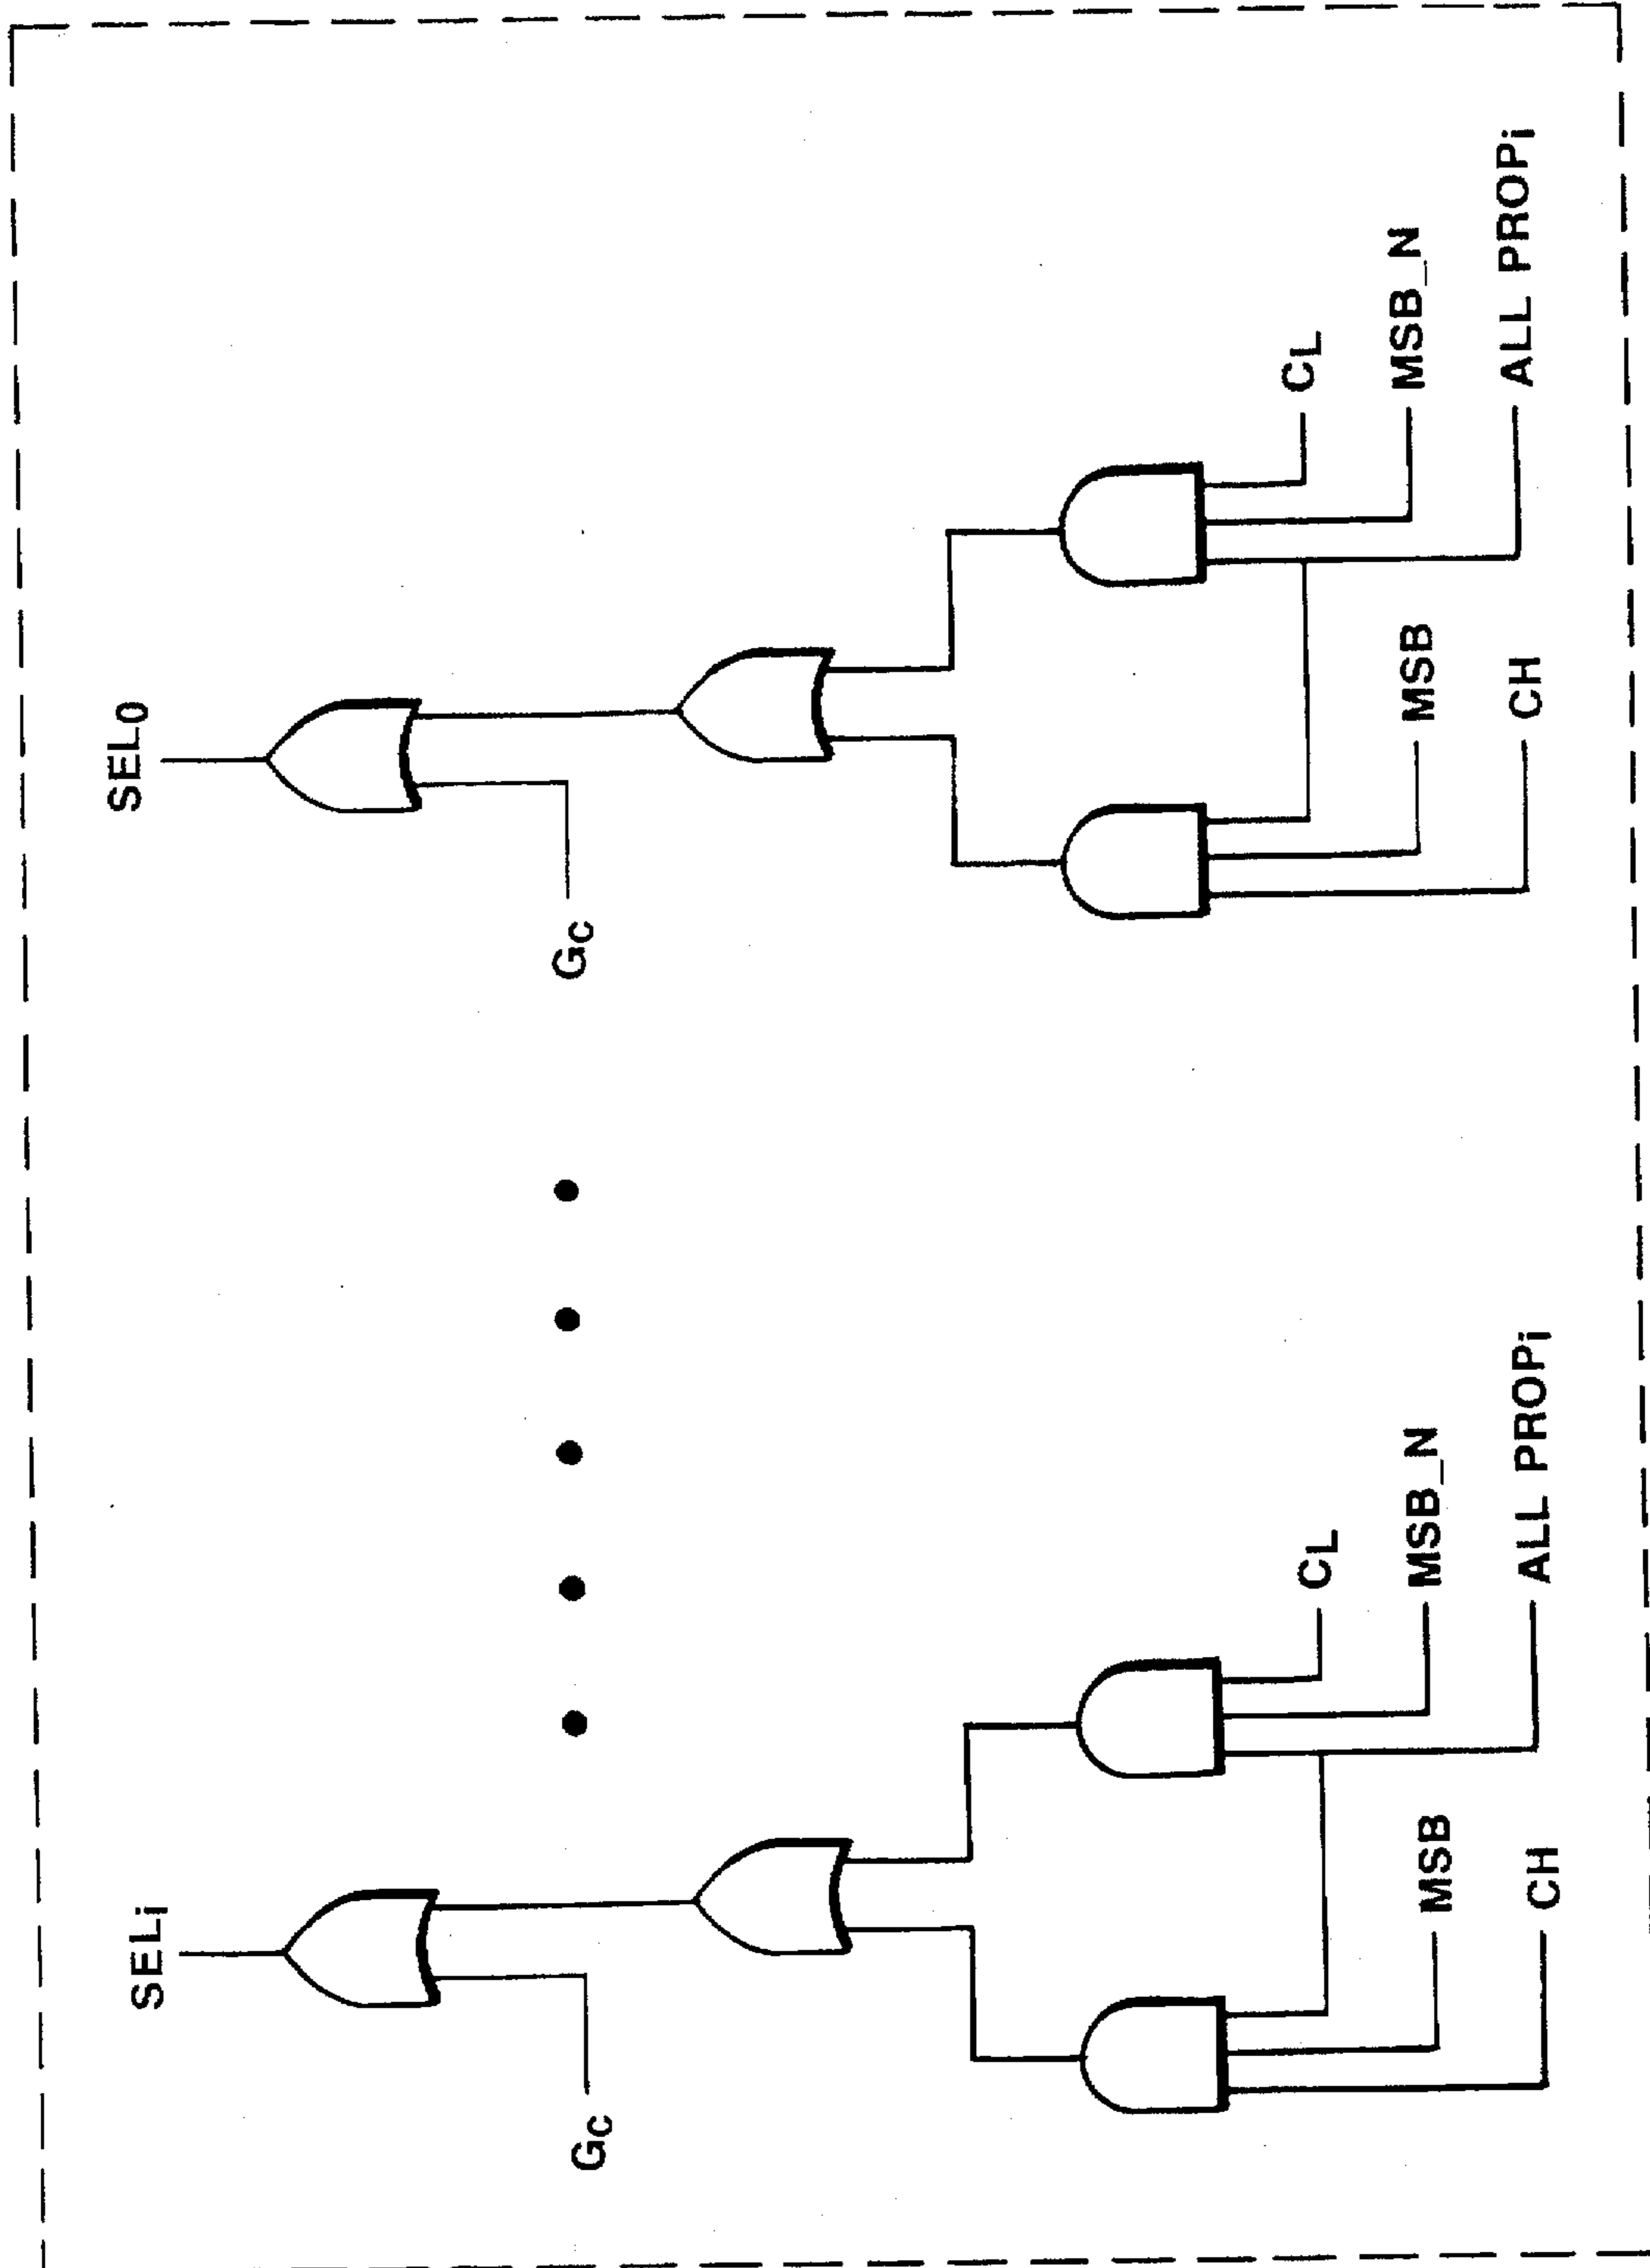 SELi
GC
CL
MSB_N
MSB
ALL PROPi
CH
SEL0
GC
CL
MSB_N
MSB
ALL PROPi
CH